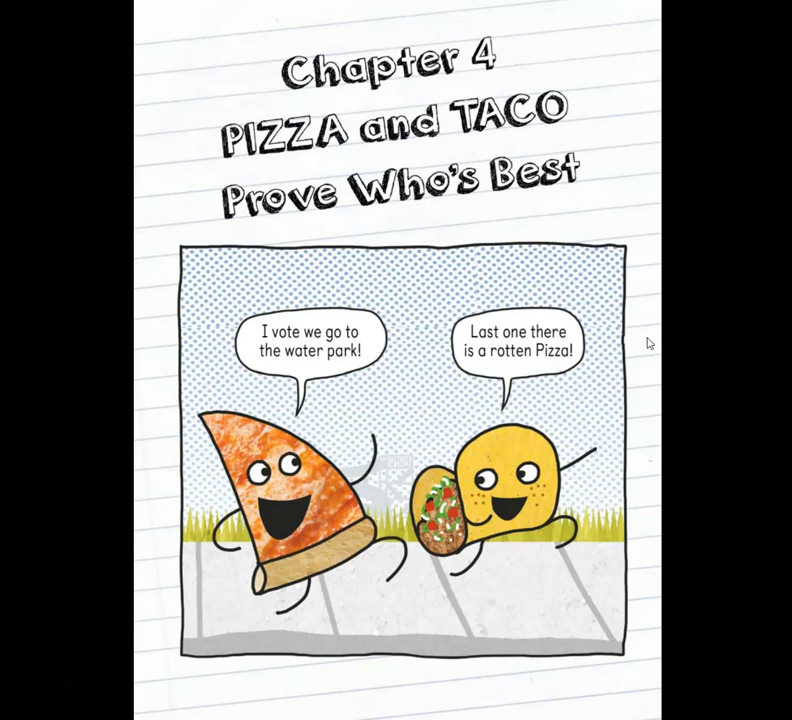 Chapter 4
PIZZA and TACO
Prove Who's Best
I vote we go to
the water park!
Last one there
is a rotten Pizza!